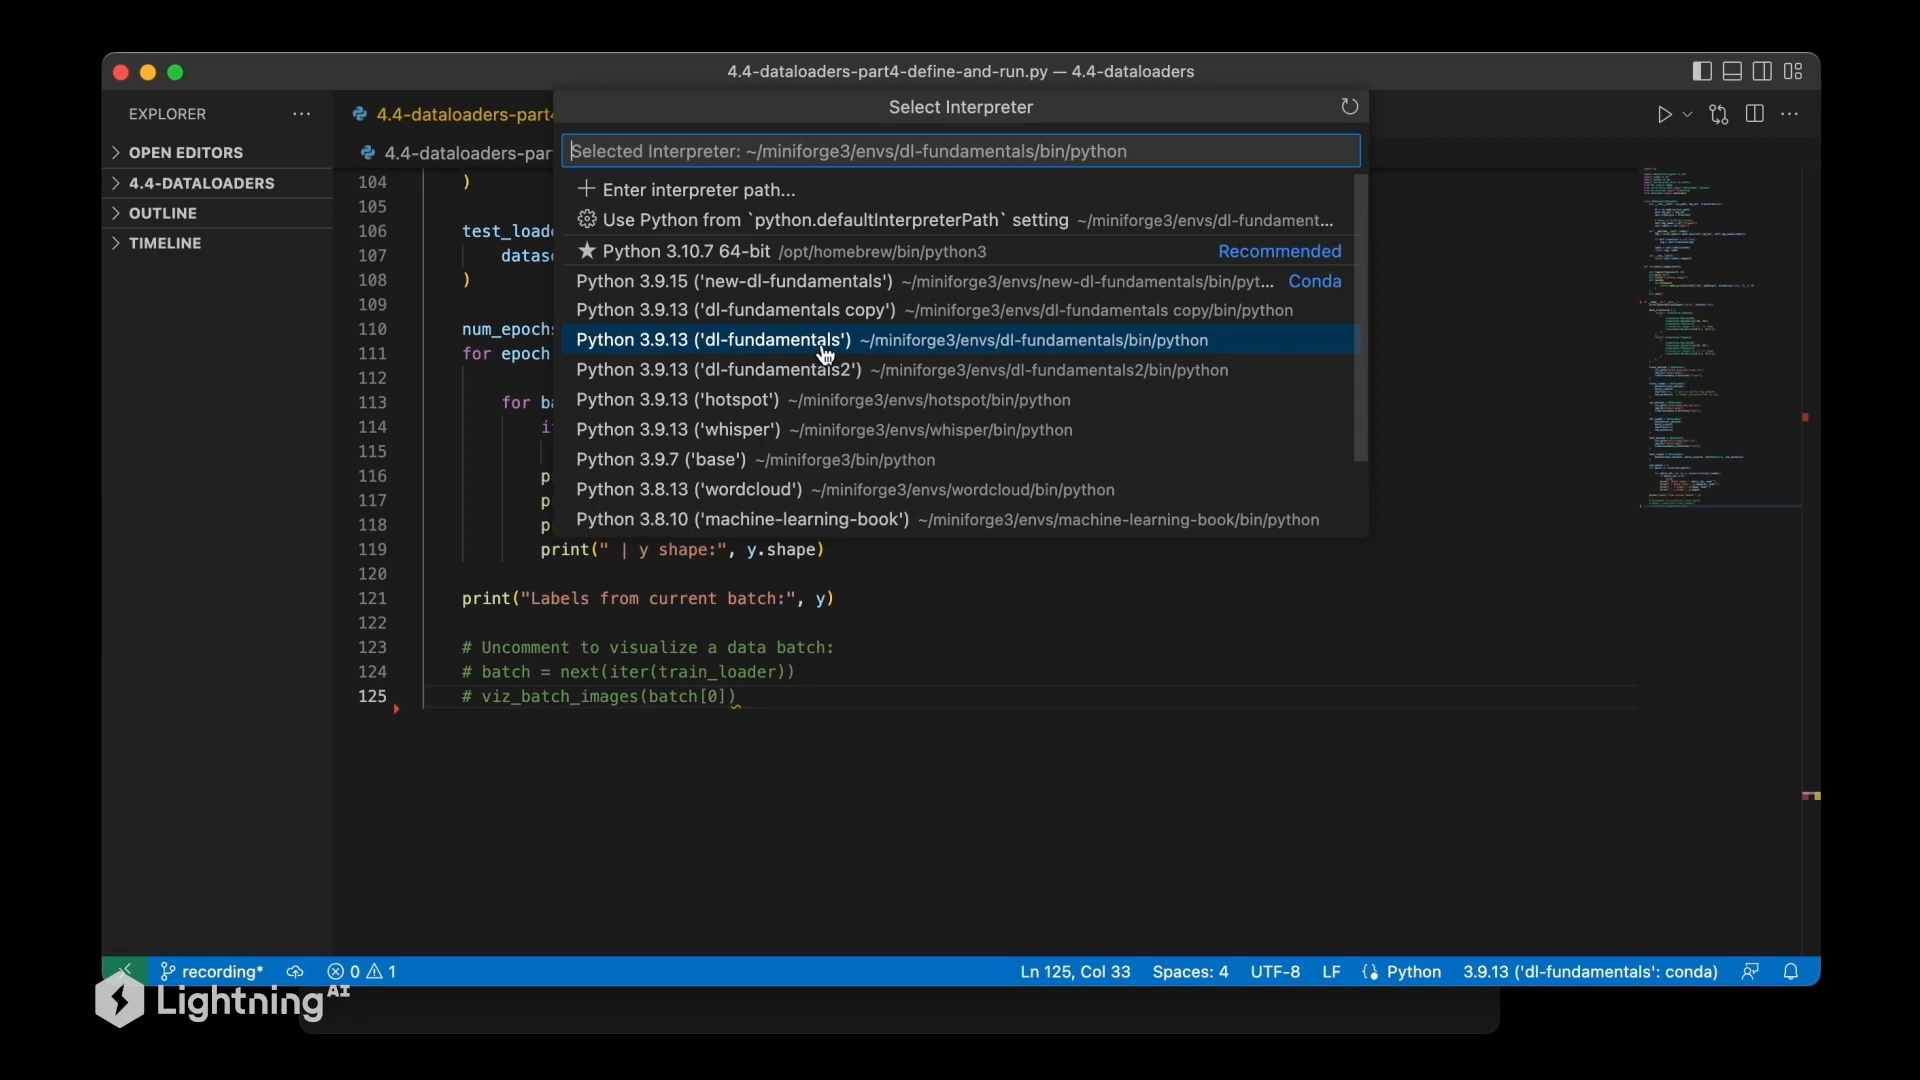 4.4-dataloaders-part4-define-and-run.py — 4.4-dataloaders
EXPLORER
OPEN EDITORS
4.4-DATALOADERS
OUTLINE
TIMELINE
4.4-dataloaders-part4
4.4-dataloaders-par
Select Interpreter
Selected Interpreter: ~/miniforge3/envs/dl-fundamentals/bin/python
Enter interpreter path...
Use Python from `python.defaultInterpreterPath` setting ~/miniforge3/envs/dl-fundament...
Python 3.10.7 64-bit /opt/homebrew/bin/python3 Recommended
Python 3.9.15 ('new-dl-fundamentals') ~/miniforge3/envs/new-dl-fundamentals/bin/pyt... Conda
Python 3.9.13 ('dl-fundamentals copy') ~/miniforge3/envs/dl-fundamentals copy/bin/python
Python 3.9.13 ('dl-fundamentals') ~/miniforge3/envs/dl-fundamentals/bin/python
Python 3.9.13 ('dl-fundamentals2') ~/miniforge3/envs/dl-fundamentals2/bin/python
Python 3.9.13 ('hotspot') ~/miniforge3/envs/hotspot/bin/python
Python 3.9.13 ('whisper') ~/miniforge3/envs/whisper/bin/python
Python 3.9.7 ('base') ~/miniforge3/bin/python
Python 3.8.13 ('wordcloud') ~/miniforge3/envs/wordcloud/bin/python
Python 3.8.10 ('machine-learning-book') ~/miniforge3/envs/machine-learning-book/bin/python
104 )
105
106 test_loade
107 datase
108 )
109
110 num_epochs
111 for epoch
112
113 for ba
114 i
115
116 p
117 p
118 p
119 print(" | y shape:", y.shape)
120
121 print("Labels from current batch:", y)
122
123 # Uncomment to visualize a data batch:
124 # batch = next(iter(train_loader))
125 # viz_batch_images(batch[0])
recording* 0 1 Ln 125, Col 33 Spaces: 4 UTF-8 LF Python 3.9.13 ('dl-fundamentals': conda)
Lightning AI